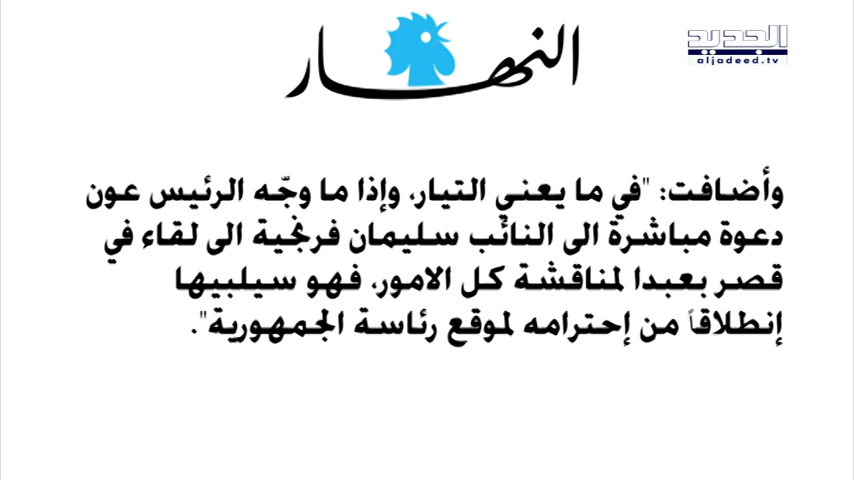 النهار
الجديد
aljadeed.tv
وأضافت: "في ما يعني التيار، وإذا ما وجّه الرئيس عون
دعوة مباشرة الى النائب سليمان فرنجية الى لقاء في
قصر بعبدا لمناقشة كل الامور، فهو سيلبيها
إنطلاقاً من إحترامه لموقع رئاسة الجمهورية".